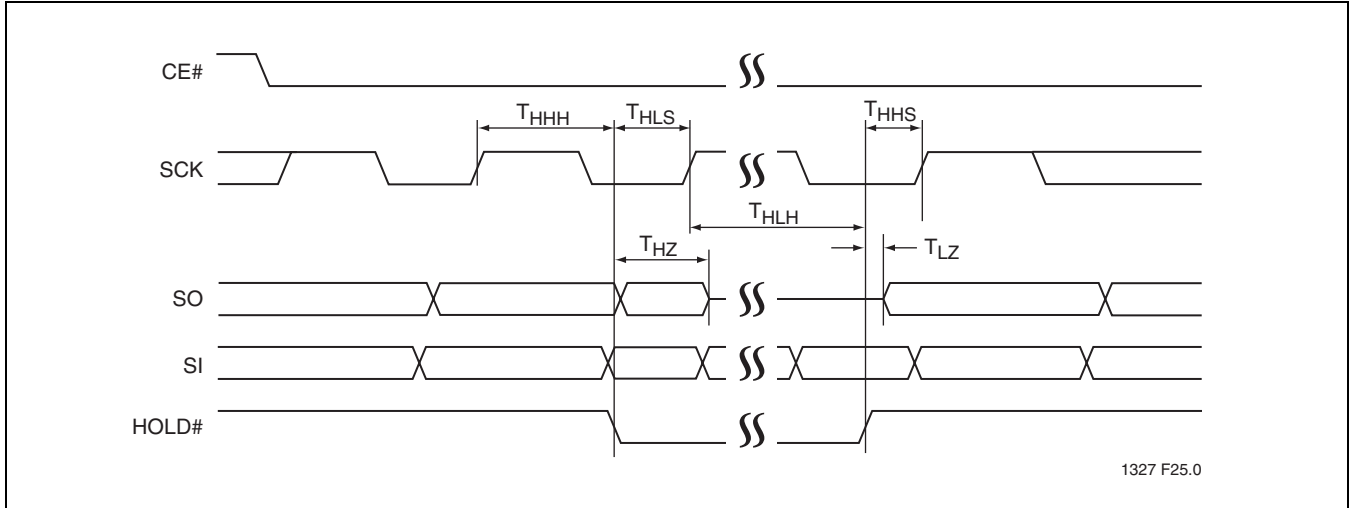 CE#
THHH
THLS
THHS
SCK
THLH
THZ
TLZ
SO
SI
HOLD#
1327 F25.0